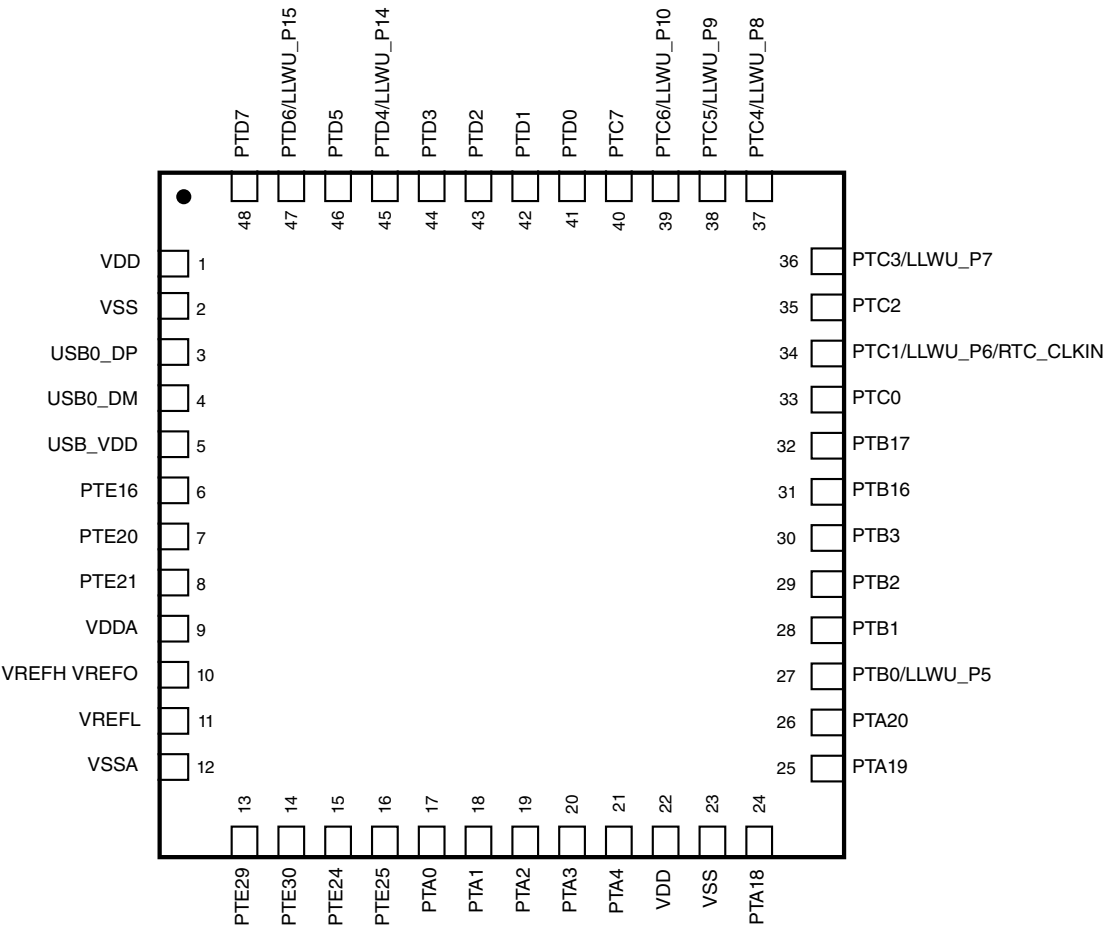 PTD7
PTD6/LLWU_P15
PTD5
PTD4/LLWU_P14
PTD3
PTD2
PTD1
PTD0
PTC7
PTC6/LLWU_P10
PTC5/LLWU_P9
PTC4/LLWU_P8
48
47
46
45
44
43
42
41
40
39
38
37
VDD 1
VSS 2
USB0_DP 3
USB0_DM 4
USB_VDD 5
PTE16 6
PTE20 7
PTE21 8
VDDA 9
VREFH VREFO 10
VREFL 11
VSSA 12
36 PTC3/LLWU_P7
35 PTC2
34 PTC1/LLWU_P6/RTC_CLKIN
33 PTC0
32 PTB17
31 PTB16
30 PTB3
29 PTB2
28 PTB1
27 PTB0/LLWU_P5
26 PTA20
25 PTA19
13
14
15
16
17
18
19
20
21
22
23
24
PTE29
PTE30
PTE24
PTE25
PTA0
PTA1
PTA2
PTA3
PTA4
VDD
VSS
PTA18